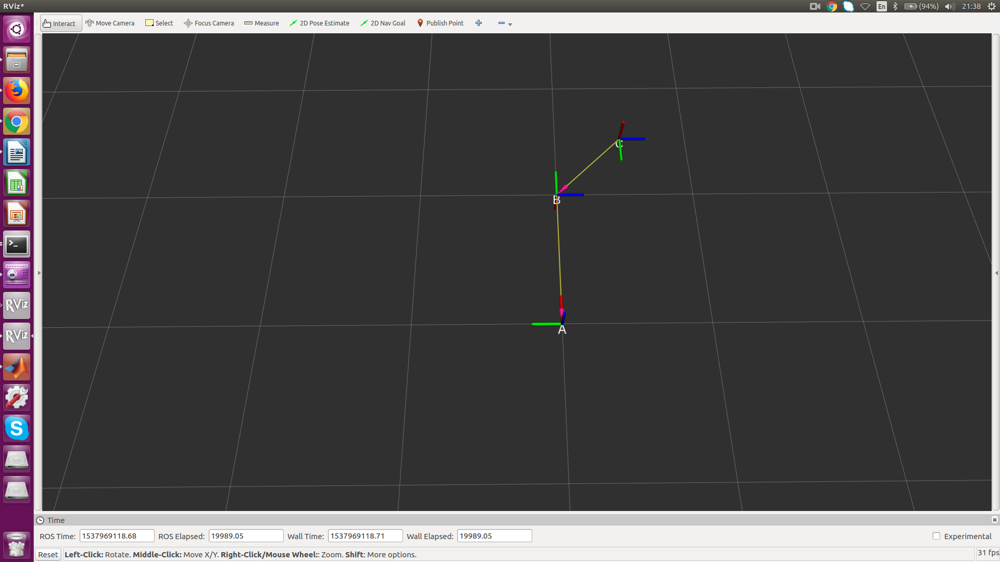 RViz*
En (94%) 21:38
Interact Move Camera Select Focus Camera Measure 2D Pose Estimate 2D Nav Goal Publish Point
C
B
A
RViz
RViz
S
Time
ROS Time: 1537969118.68 ROS Elapsed: 19989.05 Wall Time: 1537969118.71 Wall Elapsed: 19989.05 Experimental
Reset Left-Click: Rotate. Middle-Click: Move X/Y. Right-Click/Mouse Wheel:: Zoom. Shift: More options. 31 fps